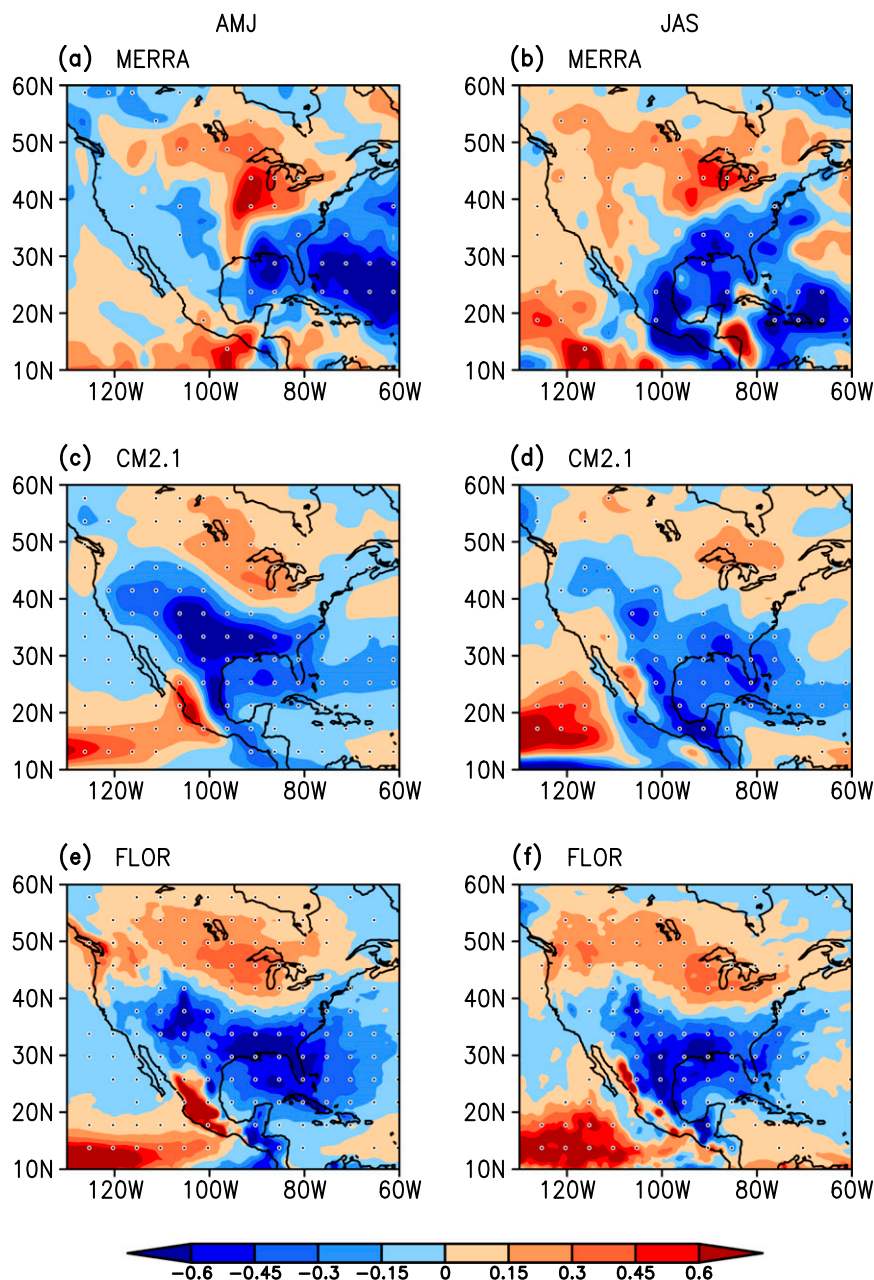 AMJ JAS
(a) MERRA (b) MERRA
60N 60N
50N 50N
40N 40N
30N 30N
20N 20N
10N 10N
120W 100W 80W 60W 120W 100W 80W 60W
(c) CM2.1 (d) CM2.1
60N 60N
50N 50N
40N 40N
30N 30N
20N 20N
10N 10N
120W 100W 80W 60W 120W 100W 80W 60W
(e) FLOR (f) FLOR
60N 60N
50N 50N
40N 40N
30N 30N
20N 20N
10N 10N
120W 100W 80W 60W 120W 100W 80W 60W
-0.6 -0.45 -0.3 -0.15 0 0.15 0.3 0.45 0.6